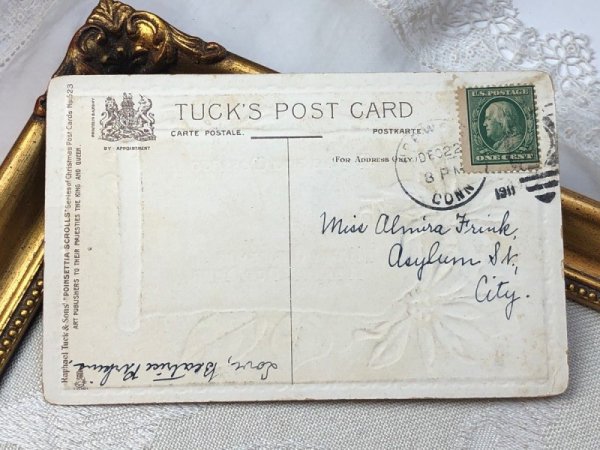 TUCK'S POST CARD
CARTE POSTALE.
POSTKARTE
BY APPOINTMENT
(FOR ADDRESS ONLY)
U.S. POSTAGE
ONE CENT
DEC 22
8 PM
CONN
1911
Miss Almira Frink,
Asylum St.,
City.
Raphael Tuck & Sons' "POINSETTIA SCROLLS" Series of Christmas Post Cards No. 523
ART PUBLISHERS TO THEIR MAJESTIES THE KING AND QUEEN.
Love, Beatrice